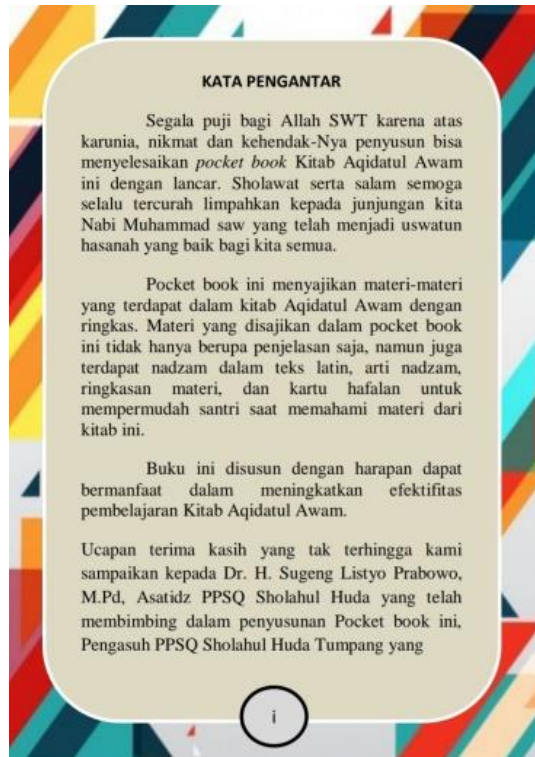 KATA PENGANTAR
Segala puji bagi Allah SWT karena atas
karunia, nikmat dan kehendak-Nya penyusun bisa
menyelesaikan pocket book Kitab Aqidatul Awam
ini dengan lancar. Sholawat serta salam semoga
selalu tercurah limpahkan kepada junjungan kita
Nabi Muhammad saw yang telah menjadi uswatun
hasanah yang baik bagi kita semua.
Pocket book ini menyajikan materi-materi
yang terdapat dalam kitab Aqidatul Awam dengan
ringkas. Materi yang disajikan dalam pocket book
ini tidak hanya berupa penjelasan saja, namun juga
terdapat nadzam dalam teks latin, arti nadzam,
ringkasan materi, dan kartu hafalan untuk
mempermudah santri saat memahami materi dari
kitab ini.
Buku ini disusun dengan harapan dapat
bermanfaat dalam meningkatkan efektifitas
pembelajaran Kitab Aqidatul Awam.
Ucapan terima kasih yang tak terhingga kami
sampaikan kepada Dr. H. Sugeng Listyo Prabowo,
M.Pd, Asatidz PPSQ Sholahul Huda yang telah
membimbing dalam penyusunan Pocket book ini,
Pengasuh PPSQ Sholahul Huda Tumpang yang
i